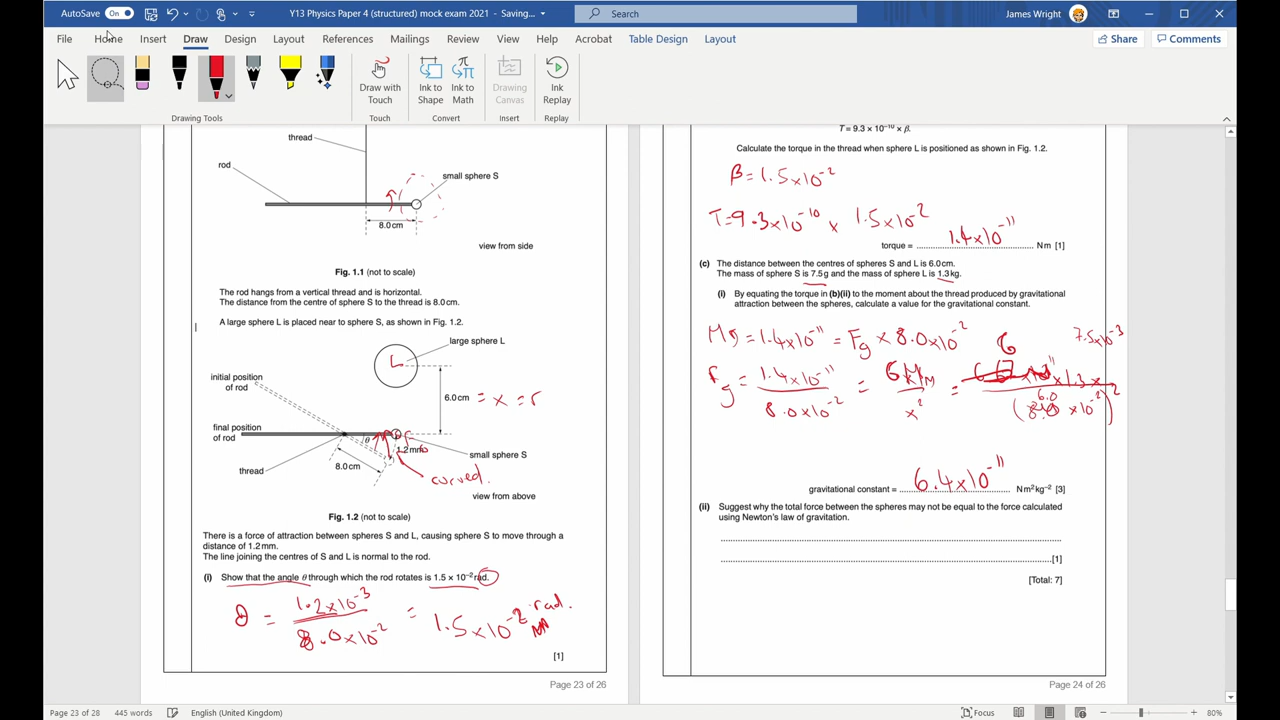 AutoSave On Y13 Physics Paper 4 (structured) mock exam 2021 - Saving... Search James Wright
File Home Insert Draw Design Layout References Mailings Review View Help Acrobat Table Design Layout Share Comments
Draw with Touch Ink to Shape Ink to Math Drawing Canvas Ink Replay
Drawing Tools Convert Insert Replay
thread
rod
small sphere S
8.0 cm
view from side
Fig. 1.1 (not to scale)
The rod hangs from a vertical thread and is horizontal.
The distance from the centre of sphere S to the thread is 8.0 cm.
A large sphere L is placed near to sphere S, as shown in Fig. 1.2.
large sphere L
L
initial position of rod
6.0 cm = x = r
final position of rod
θ
1.2 mm
small sphere S
thread
8.0 cm
curved.
view from above
Fig. 1.2 (not to scale)
There is a force of attraction between spheres S and L, causing sphere S to move through a
distance of 1.2 mm.
The line joining the centres of S and L is normal to the rod.
(i) Show that the angle θ through which the rod rotates is 1.5 × 10⁻² rad.
θ = 1.2×10⁻³ / 8.0×10⁻² = 1.5×10⁻² rad.
[1]
Page 23 of 26
T = 9.3 × 10⁻¹⁰ × β.
Calculate the torque in the thread when sphere L is positioned as shown in Fig. 1.2.
β = 1.5×10⁻²
T = 9.3×10⁻¹⁰ × 1.5×10⁻²
torque = 1.4×10⁻¹¹ N m [1]
(c) The distance between the centres of spheres S and L is 6.0 cm.
The mass of sphere S is 7.5 g and the mass of sphere L is 1.3 kg.
(i) By equating the torque in (b)(ii) to the moment about the thread produced by gravitational
attraction between the spheres, calculate a value for the gravitational constant.
Mg = 1.4×10⁻¹¹ = Fg × 8.0×10⁻²
Fg = 1.4×10⁻¹¹ / 8.0×10⁻² = GMm / x² = G × 1.3 × 7.5×10⁻³ / (6.0 ×10⁻²)²
gravitational constant = 6.4×10⁻¹¹ N m² kg⁻² [3]
(ii) Suggest why the total force between the spheres may not be equal to the force calculated
using Newton's law of gravitation.
[1]
[Total: 7]
Page 24 of 26
Page 23 of 28 445 words English (United Kingdom) Focus 80%